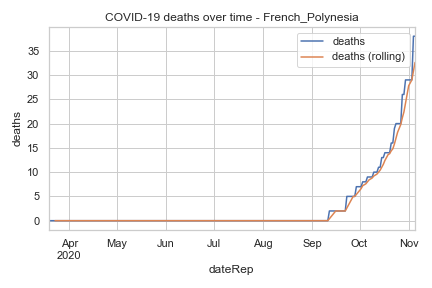 COVID-19 deaths over time - French_Polynesia
deaths
deaths (rolling)
35
30
25
20
15
10
5
0
deaths
Apr May Jun Jul Aug Sep Oct Nov
2020
dateRep